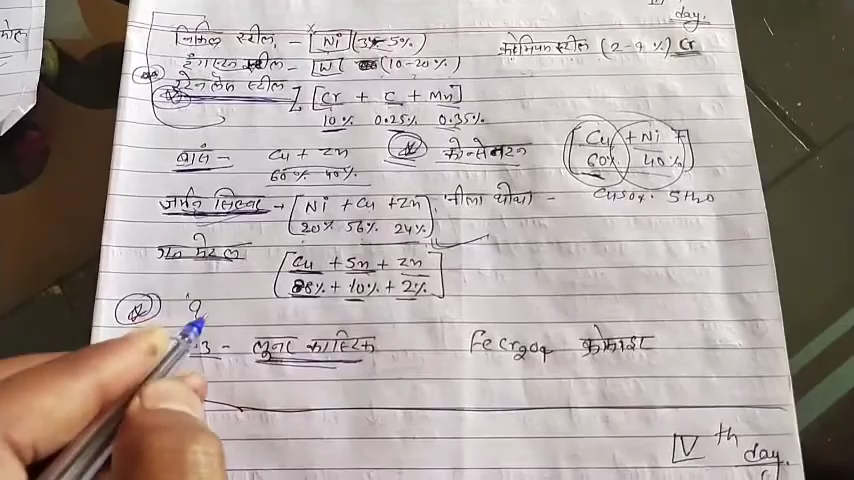 day.
निकिल स्टील - [Ni] (3-5%) क्रोमियम स्टील (2-4%) Cr
टंगस्टन स्टील - [W] (10-20%)
स्टेनलेस स्टील [Cr + C + Mn]
10% 0.25% 0.35%
Cu + Zn कोन्सेनटन [Cu + Ni +]
60% 40% 60% 40%
जर्मन सिल्वर → [Ni + Cu + Zn] नीला थोथा - CuSO4. 5H2O
20% 56% 24%
गन मेटल [Cu + Sn + Zn]
88% + 10% + 2%
लूनर कास्टिक FeCr2O4 क्रोमाइट
V th day.